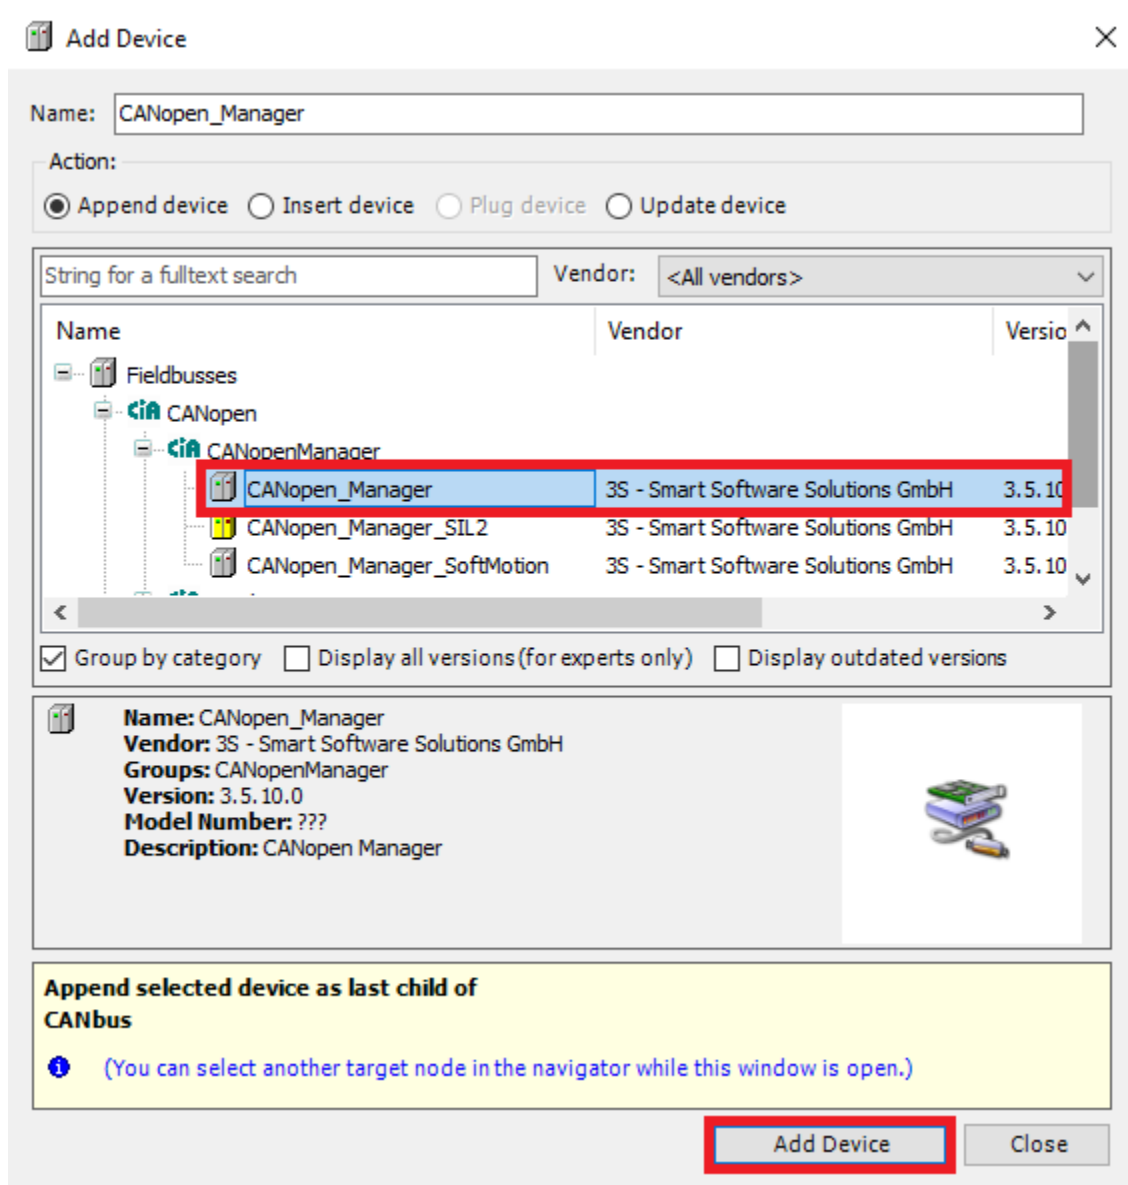 Add Device
Name: CANopen_Manager
Action:
Append device Insert device Plug device Update device
String for a fulltext search Vendor: <All vendors>
Name Vendor Versio
Fieldbusses
CiA CANopen
CiA CANopenManager
CANopen_Manager 3S - Smart Software Solutions GmbH 3.5.10
CANopen_Manager_SIL2 3S - Smart Software Solutions GmbH 3.5.10
CANopen_Manager_SoftMotion 3S - Smart Software Solutions GmbH 3.5.10
Group by category Display all versions (for experts only) Display outdated versions
Name: CANopen_Manager
Vendor: 3S - Smart Software Solutions GmbH
Groups: CANopenManager
Version: 3.5.10.0
Model Number: ???
Description: CANopen Manager
Append selected device as last child of
CANbus
(You can select another target node in the navigator while this window is open.)
Add Device Close